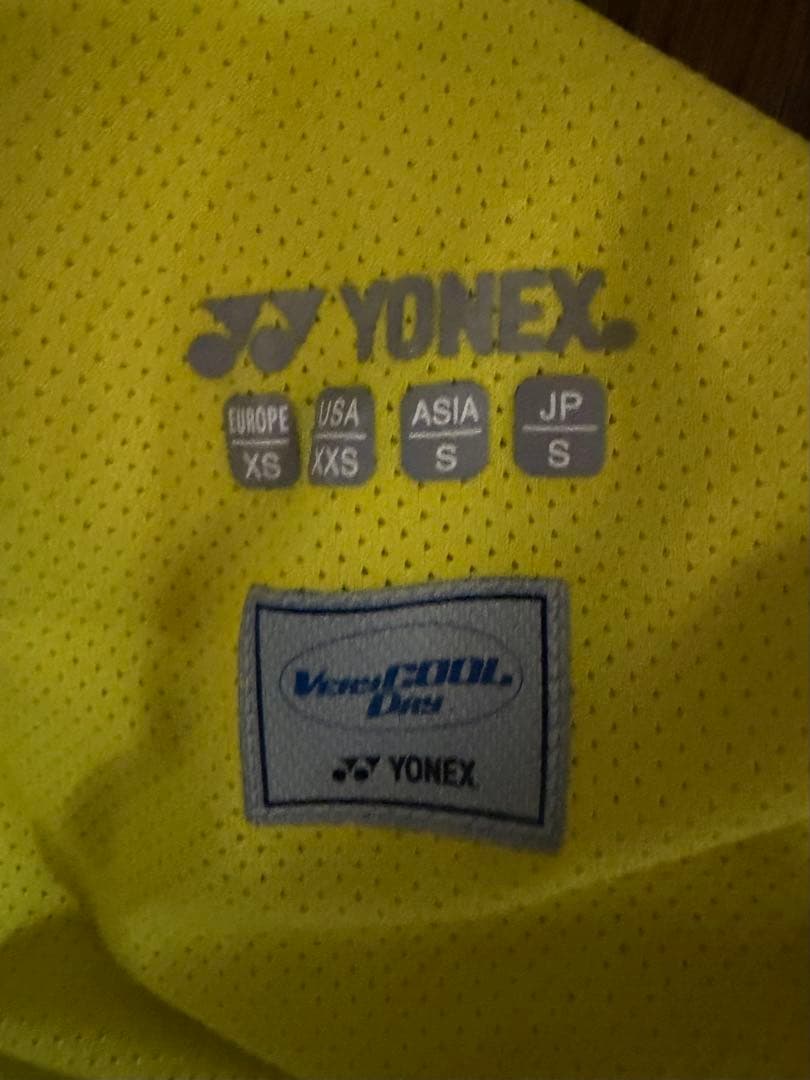 YONEX
EUROPE USA ASIA JP
XS XXS S S
VERYCOOL
DRY
YONEX